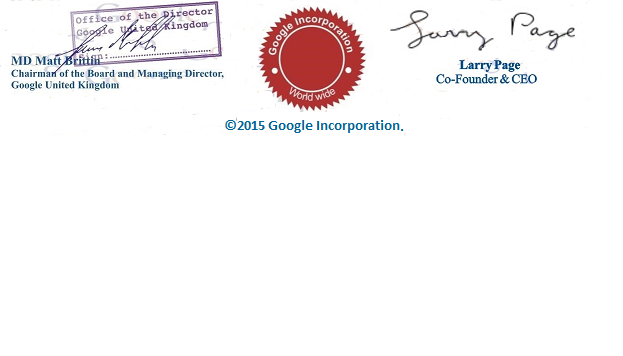 Office of the Director
Google United Kingdom
Sign:
MD Matt Brittin
Chairman of the Board and Managing Director,
Google United Kingdom
Google Incorporation
World wide
Larry Page
Larry Page
Co-Founder & CEO
©2015 Google Incorporation.